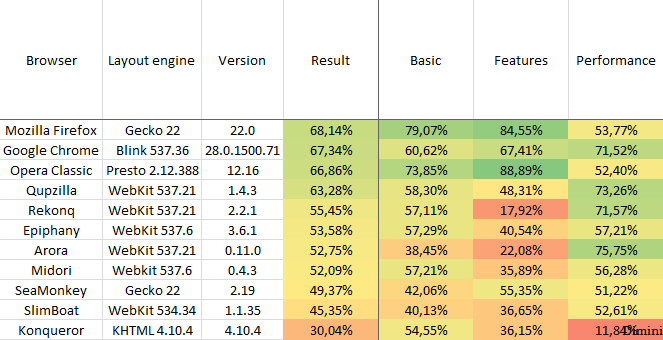 Browser Layout engine Version Result Basic Features Performance
Mozilla Firefox Gecko 22 22.0 68,14% 79,07% 84,55% 53,77%
Google Chrome Blink 537.36 28.0.1500.71 67,34% 60,62% 67,41% 71,52%
Opera Classic Presto 2.12.388 12.16 66,86% 73,85% 88,89% 52,40%
Qupzilla WebKit 537.21 1.4.3 63,28% 58,30% 48,31% 73,26%
Rekonq WebKit 537.21 2.2.1 55,45% 57,11% 17,92% 71,57%
Epiphany WebKit 537.6 3.6.1 53,58% 57,29% 40,54% 57,21%
Arora WebKit 537.21 0.11.0 52,75% 38,45% 22,08% 75,75%
Midori Webkit 537.6 0.4.3 52,09% 57,21% 35,89% 56,28%
SeaMonkey Gecko 22 2.19 49,37% 42,06% 55,35% 51,22%
SlimBoat WebKit 534.34 1.1.35 45,35% 40,13% 36,65% 52,61%
Konqueror KHTML 4.10.4 4.10.4 30,04% 54,55% 36,15% 11,84%